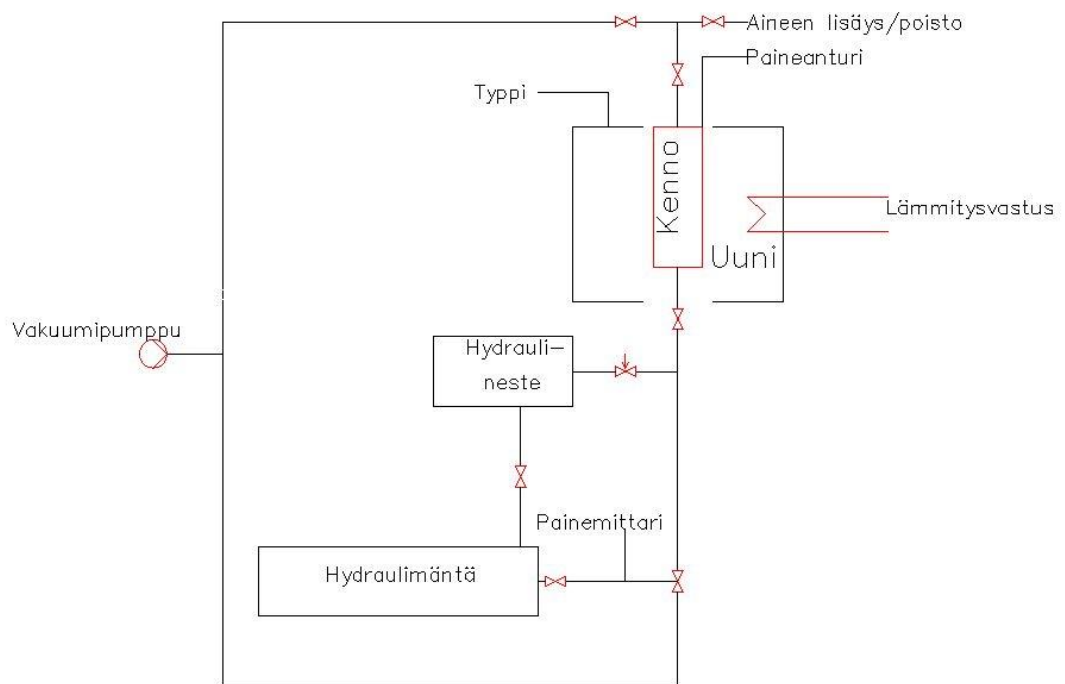 Aineen lisäys/poisto
Paineanturi
Typpi
Kenno
Lämmitysvastus
Uuni
Vakuumipumppu
Hydrauli-
neste
Painemittari
Hydraulimäntä